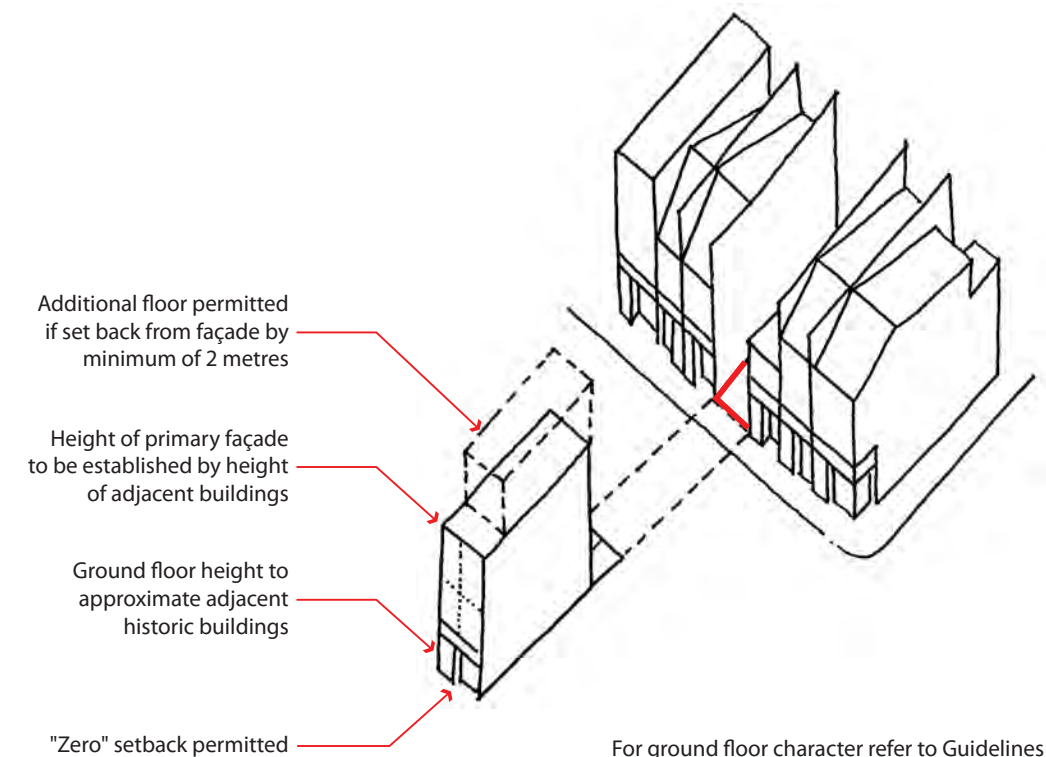 Additional floor permitted
if set back from façade by
minimum of 2 metres
Height of primary façade
to be established by height
of adjacent buildings
Ground floor height to
approximate adjacent
historic buildings
"Zero" setback permitted
For ground floor character refer to Guidelines